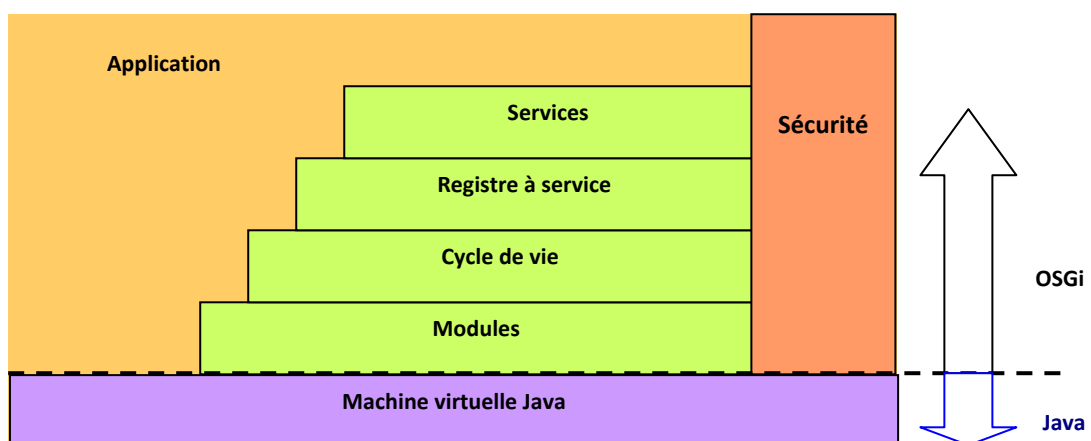 Application
Services
Sécurité
Registre à service
Cycle de vie
OSGi
Modules
Machine virtuelle Java
Java